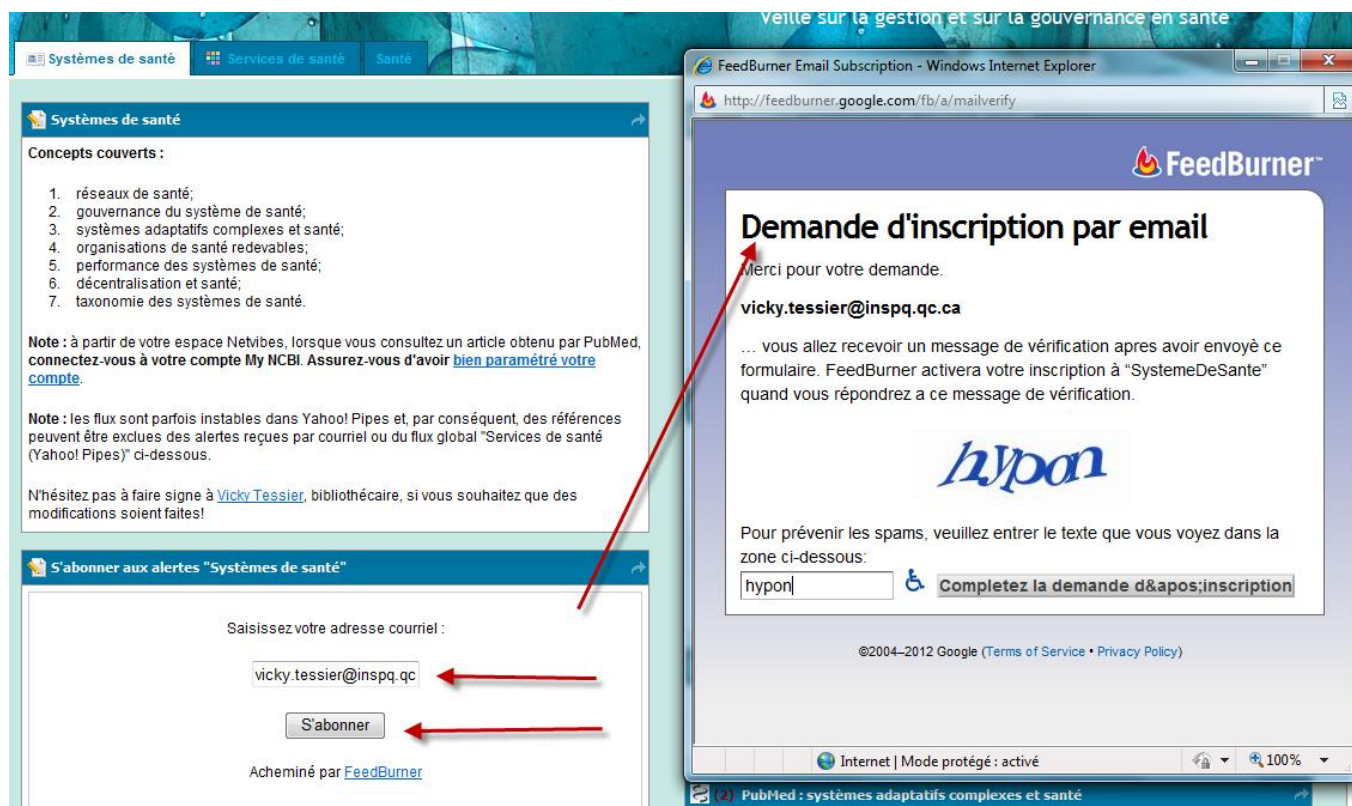 Veille sur la gestion et sur la gouvernance en santé
Systèmes de santé
Services de santé
Santé
Systèmes de santé
Concepts couverts :
1. réseaux de santé;
2. gouvernance du système de santé;
3. systèmes adaptatifs complexes et santé;
4. organisations de santé redevables;
5. performance des systèmes de santé;
6. décentralisation et santé;
7. taxonomie des systèmes de santé.
Note : à partir de votre espace Netvibes, lorsque vous consultez un article obtenu par PubMed,
connectez-vous à votre compte My NCBI. Assurez-vous d'avoir bien paramétré votre
compte.
Note : les flux sont parfois instables dans Yahoo! Pipes et, par conséquent, des références
peuvent être exclues des alertes reçues par courriel ou du flux global "Services de santé
(Yahoo! Pipes)" ci-dessous.
N'hésitez pas à faire signe à Vicky Tessier, bibliothécaire, si vous souhaitez que des
modifications soient faites!
S'abonner aux alertes "Systèmes de santé"
Saisissez votre adresse courriel :
vicky.tessier@inspq.qc
S'abonner
Acheminé par FeedBurner
FeedBurner Email Subscription - Windows Internet Explorer
http://feedburner.google.com/fb/a/mailverify
FeedBurner™
Demande d'inscription par email
Merci pour votre demande.
vicky.tessier@inspq.qc.ca
… vous allez recevoir un message de vérification apres avoir envoyè ce
formulaire. FeedBurner activera votre inscription à “SystemeDeSante”
quand vous répondrez a ce message de vérification.
hypon
Pour prévenir les spams, veuillez entrer le texte que vous voyez dans la
zone ci-dessous:
hypon
Completez la demande d&apos;inscription
©2004–2012 Google (Terms of Service • Privacy Policy)
Internet | Mode protégé : activé
100%
(2) PubMed : systèmes adaptatifs complexes et santé